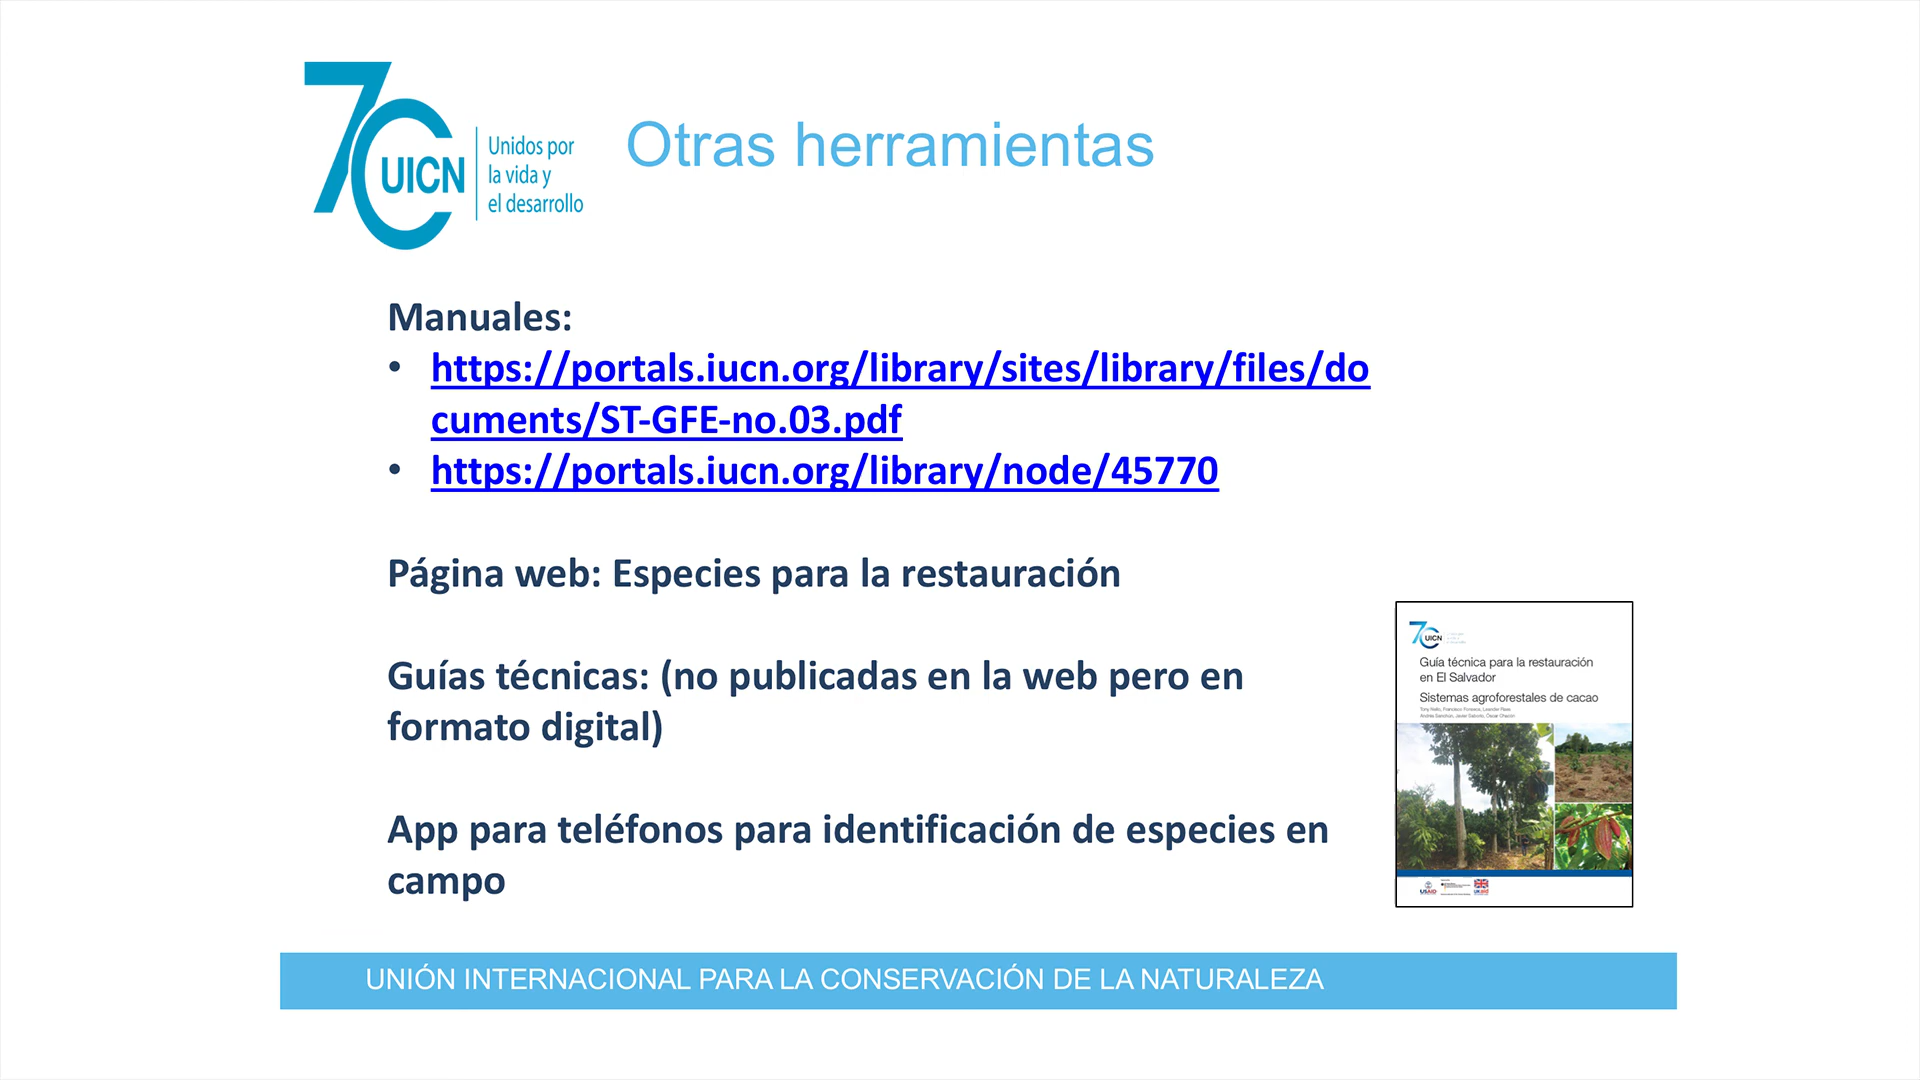 70
UICN
Unidos por
la vida y
el desarrollo
Otras herramientas
Manuales:
• https://portals.iucn.org/library/sites/library/files/do
cuments/ST-GFE-no.03.pdf
• https://portals.iucn.org/library/node/45770
Página web: Especies para la restauración
Guías técnicas: (no publicadas en la web pero en
formato digital)
App para teléfonos para identificación de especies en
campo
UICN
Guía técnica para la restauración
en El Salvador
Sistemas agroforestales de cacao
USAID
UNIÓN INTERNACIONAL PARA LA CONSERVACIÓN DE LA NATURALEZA